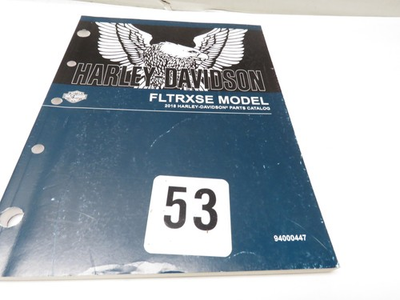 HARLEY-DAVIDSON
FLTRXSE MODEL
2018 HARLEY-DAVIDSON® PARTS CATALOG
53
94000447